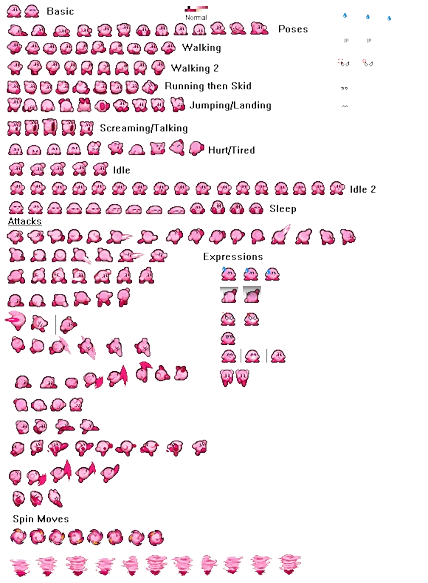 Basic
Normal
Poses
Walking
Walking 2
Running then Skid
Jumping/Landing
Screaming/Talking
Hurt/Tired
Idle
Idle 2
Sleep
Attacks
Expressions
Spin Moves